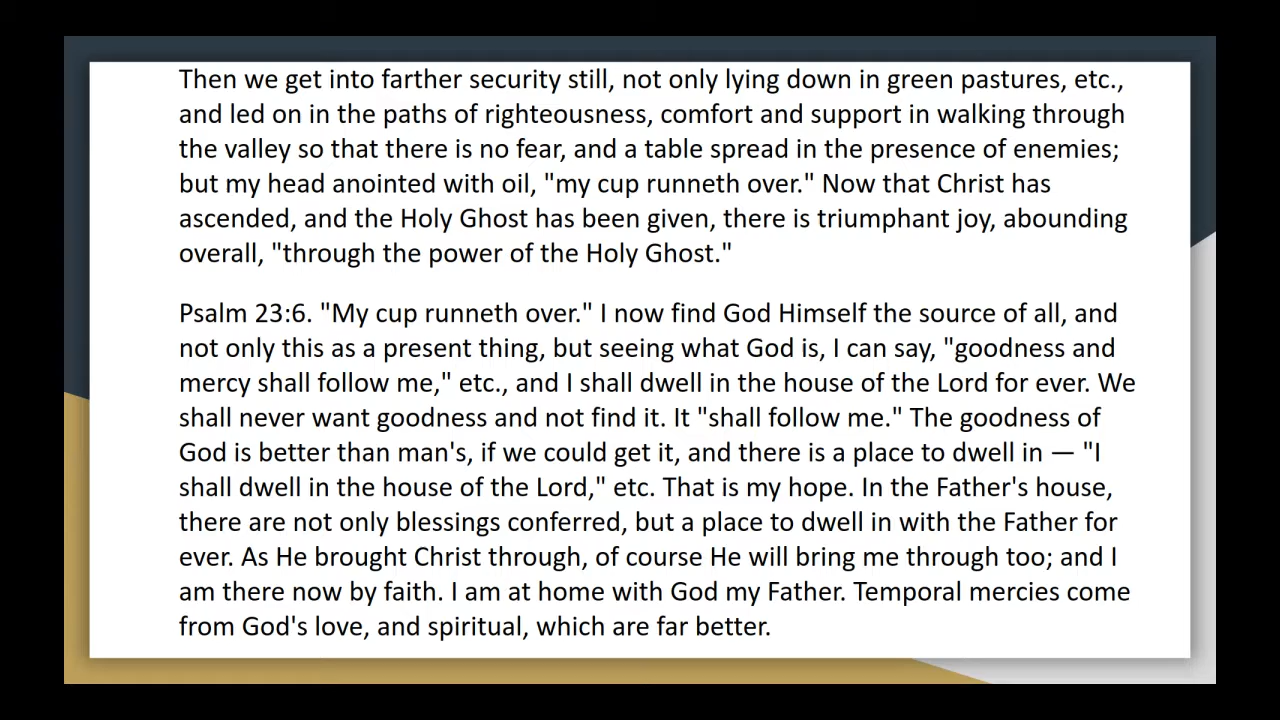 Then we get into farther security still, not only lying down in green pastures, etc.,
and led on in the paths of righteousness, comfort and support in walking through
the valley so that there is no fear, and a table spread in the presence of enemies;
but my head anointed with oil, "my cup runneth over." Now that Christ has
ascended, and the Holy Ghost has been given, there is triumphant joy, abounding
overall, "through the power of the Holy Ghost."
Psalm 23:6. "My cup runneth over." I now find God Himself the source of all, and
not only this as a present thing, but seeing what God is, I can say, "goodness and
mercy shall follow me," etc., and I shall dwell in the house of the Lord for ever. We
shall never want goodness and not find it. It "shall follow me." The goodness of
God is better than man's, if we could get it, and there is a place to dwell in — "I
shall dwell in the house of the Lord," etc. That is my hope. In the Father's house,
there are not only blessings conferred, but a place to dwell in with the Father for
ever. As He brought Christ through, of course He will bring me through too; and I
am there now by faith. I am at home with God my Father. Temporal mercies come
from God's love, and spiritual, which are far better.